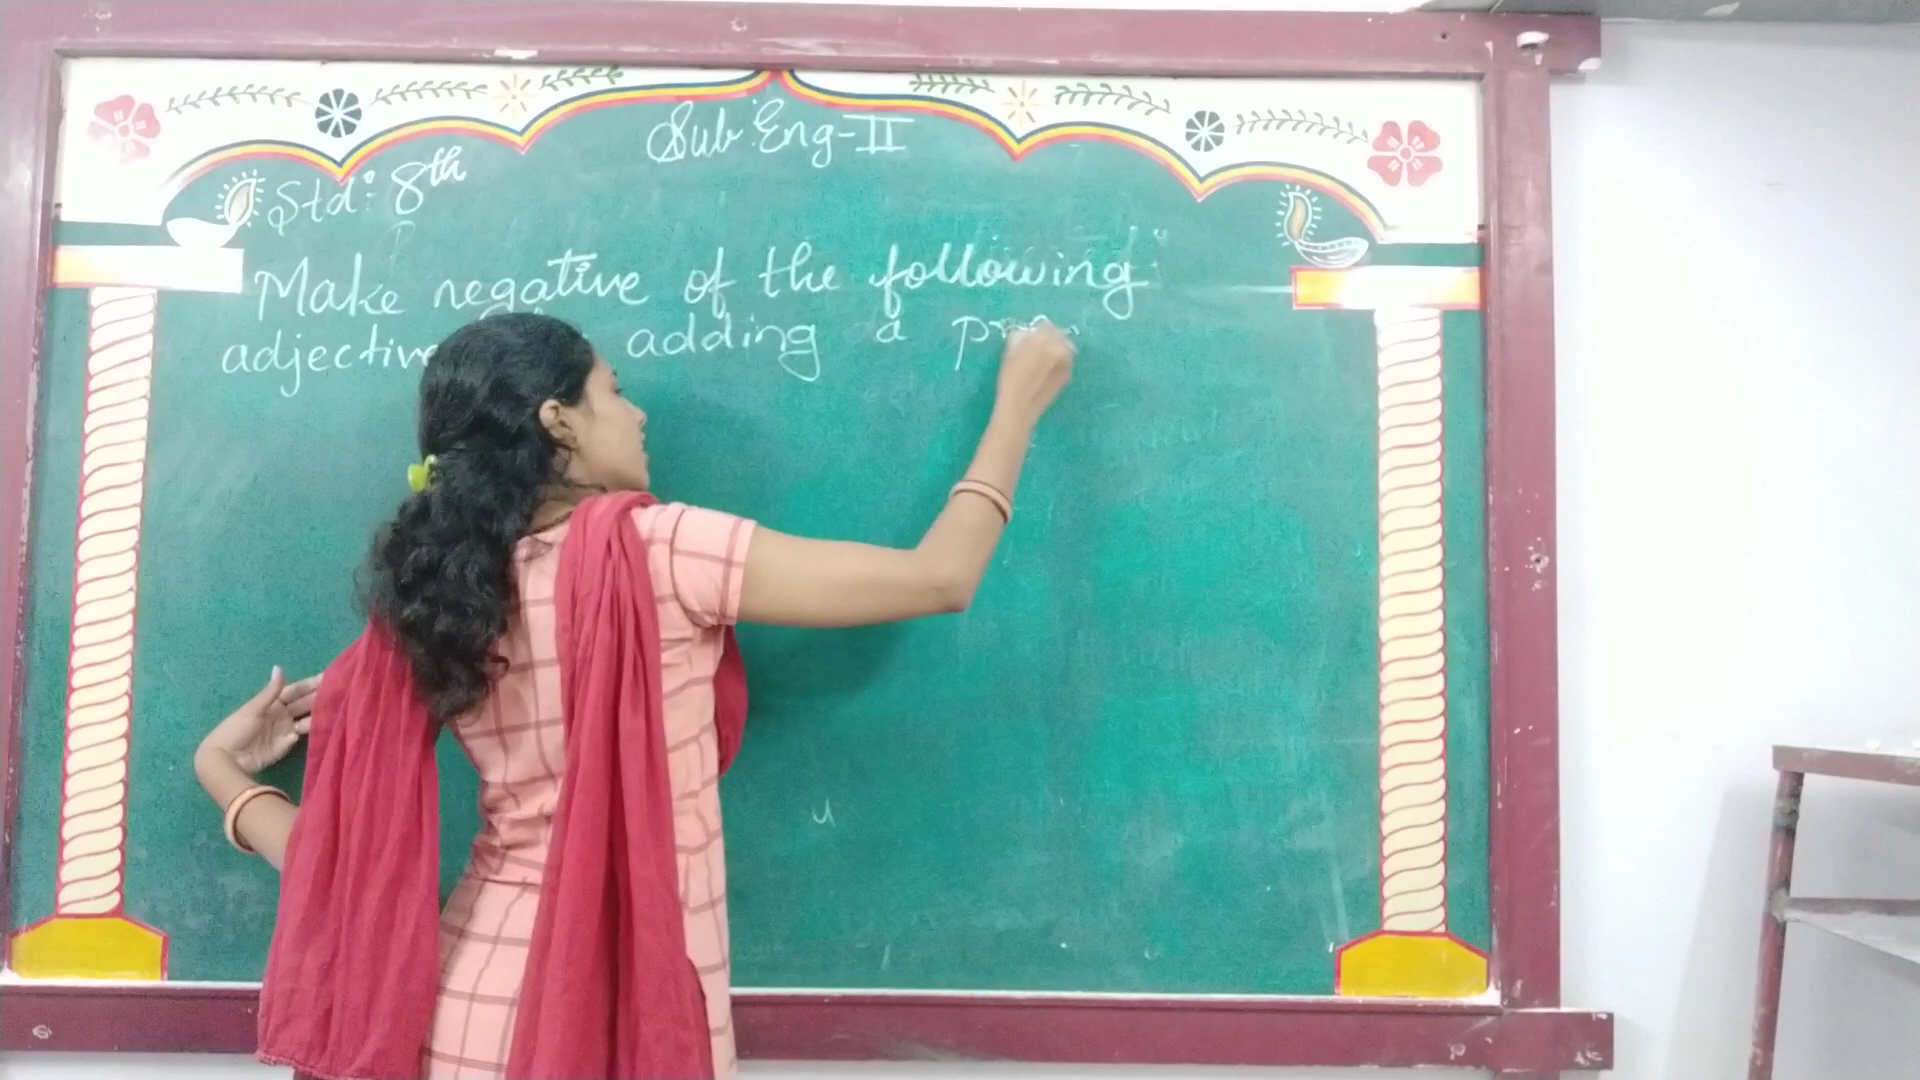 Sub: Eng-II
Std: 8th
Make negative of the following
adjective adding a
u